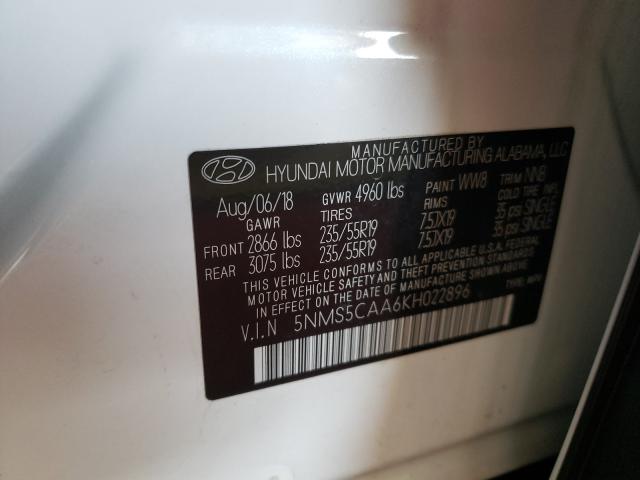 MANUFACTURED BY
HYUNDAI MOTOR MANUFACTURING ALABAMA, LLC
Aug/06/18 GVWR 4960 lbs PAINT WW8 TRIM NNB
GAWR TIRES RIMS COLD TIRE INFL
FRONT 2866 lbs 235/55R19 7.5JX19 35 PSI SINGLE
REAR 3075 lbs 235/55R19 7.5JX19 35 PSI SINGLE
THIS VEHICLE CONFORMS TO ALL APPLICABLE U.S.A. FEDERAL
MOTOR VEHICLE SAFETY AND THEFT PREVENTION STANDARDS
IN EFFECT ON THE DATE OF MANUFACTURE SHOWN ABOVE.
V.I.N 5NMS5CAA6KH022896 TYPE: MPV